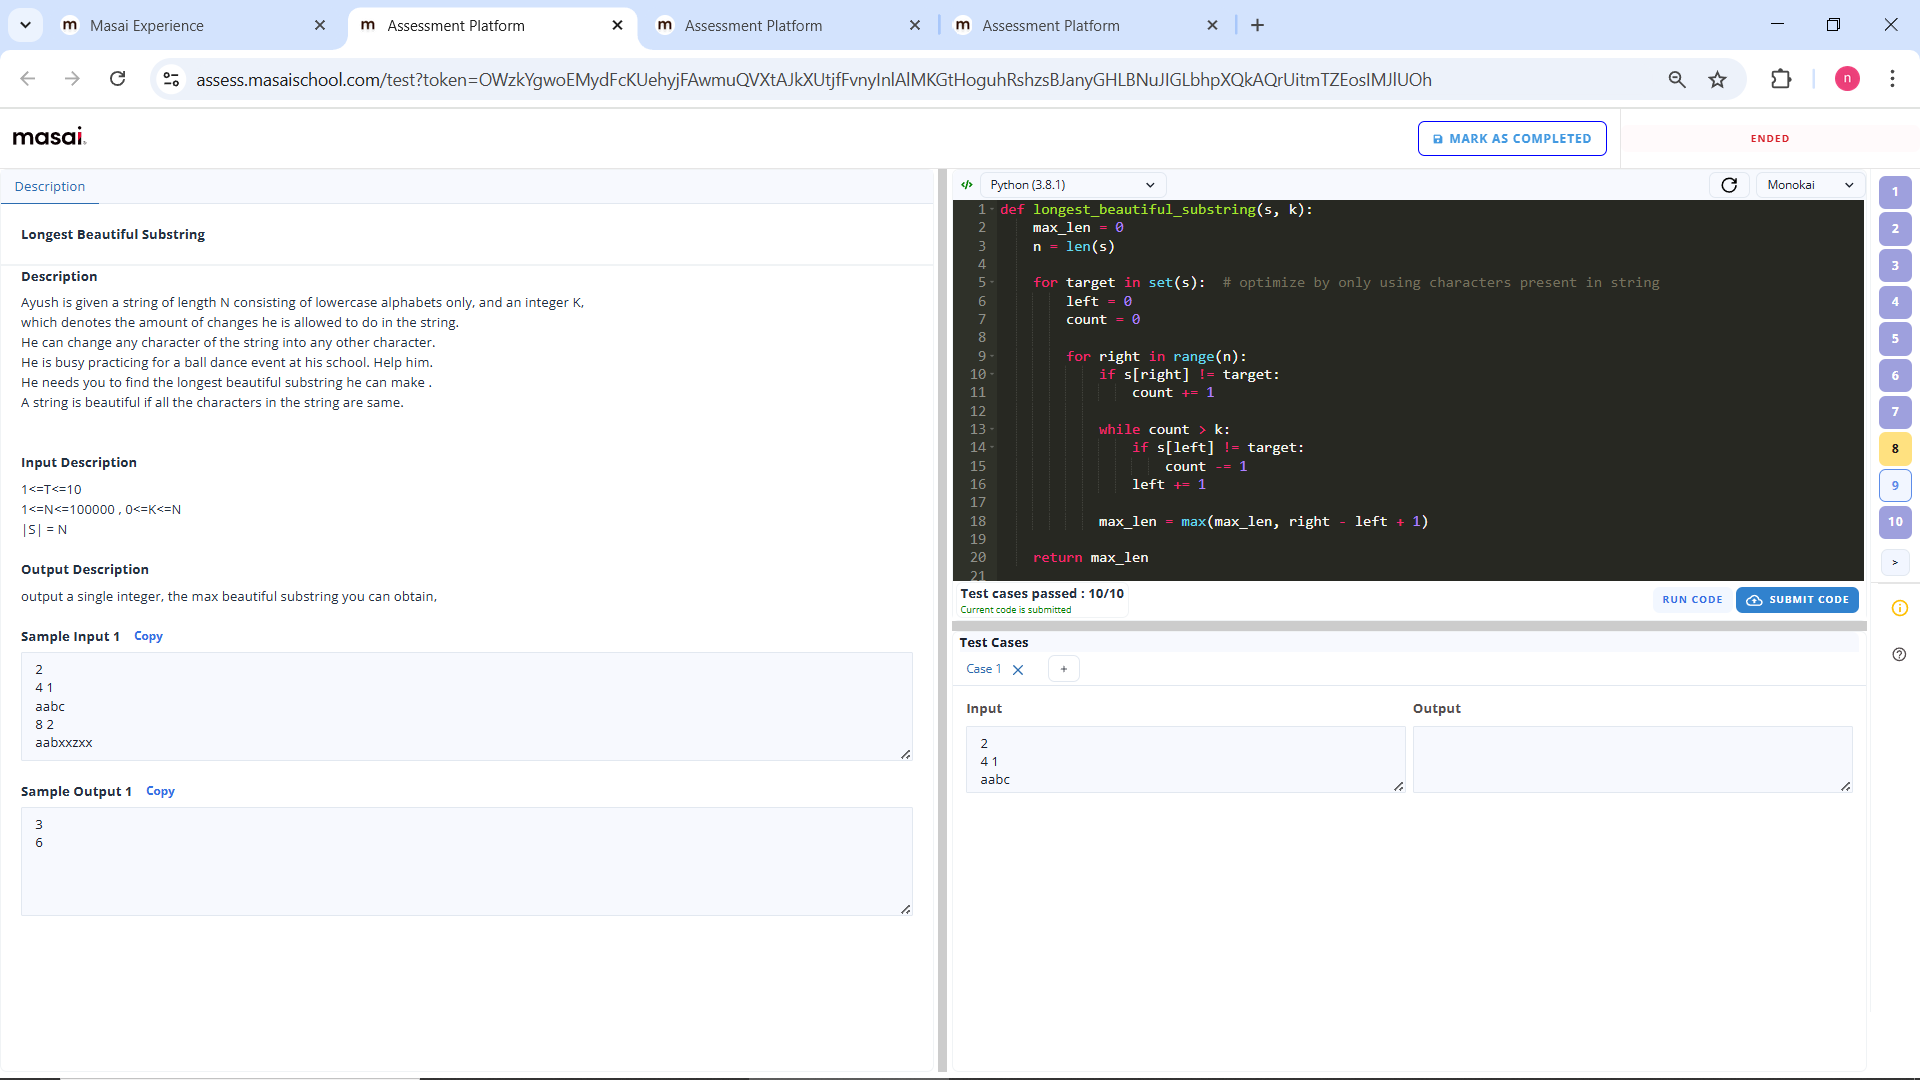 Masai Experience
Assessment Platform
Assessment Platform
Assessment Platform
assess.masaischool.com/test?token=OWzkYgwoEMydFcKUehyjFAwmuQVXtAJkXUtjfFvnyInlAlMKGtHoguhRshzsBJanyGHLBNuJIGLbhpXQkAQrUitmTZEosIMJlUOh
n
masai.
MARK AS COMPLETED
ENDED
Description
Longest Beautiful Substring
Description
Ayush is given a string of length N consisting of lowercase alphabets only, and an integer K,
which denotes the amount of changes he is allowed to do in the string.
He can change any character of the string into any other character.
He is busy practicing for a ball dance event at his school. Help him.
He needs you to find the longest beautiful substring he can make .
A string is beautiful if all the characters in the string are same.
Input Description
1<=T<=10
1<=N<=100000 , 0<=K<=N
|S| = N
Output Description
output a single integer, the max beautiful substring you can obtain,
Sample Input 1 Copy
2
4 1
aabc
8 2
aabxxzxx
Sample Output 1 Copy
3
6
</> Python (3.8.1)
Monokai
1 def longest_beautiful_substring(s, k):
2     max_len = 0
3     n = len(s)
4
5     for target in set(s):  # optimize by only using characters present in string
6         left = 0
7         count = 0
8
9         for right in range(n):
10             if s[right] != target:
11                 count += 1
12
13             while count > k:
14                 if s[left] != target:
15                     count -= 1
16                 left += 1
17
18             max_len = max(max_len, right - left + 1)
19
20     return max_len
21
Test cases passed : 10/10
Current code is submitted
RUN CODE
SUBMIT CODE
Test Cases
Case 1
+
Input
2
4 1
aabc
Output
1
2
3
4
5
6
7
8
9
10
>